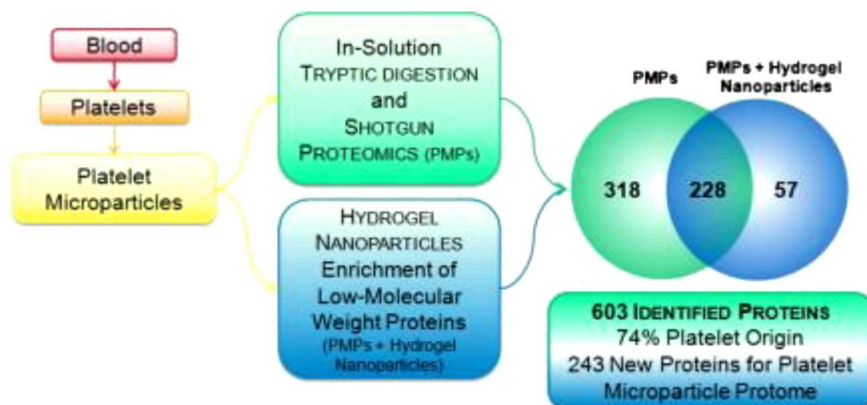 Blood
Platelets
Platelet
Microparticles
In-Solution
TRYPTIC DIGESTION
and
SHOTGUN
PROTEOMICS (PMPs)
HYDROGEL
NANOPARTICLES
Enrichment of
Low-Molecular
Weight Proteins
(PMPs + Hydrogel
Nanoparticles)
PMPs
PMPs + Hydrogel
Nanoparticles
318
228
57
603 IDENTIFIED PROTEINS
74% Platelet Origin
243 New Proteins for Platelet
Microparticle Protome